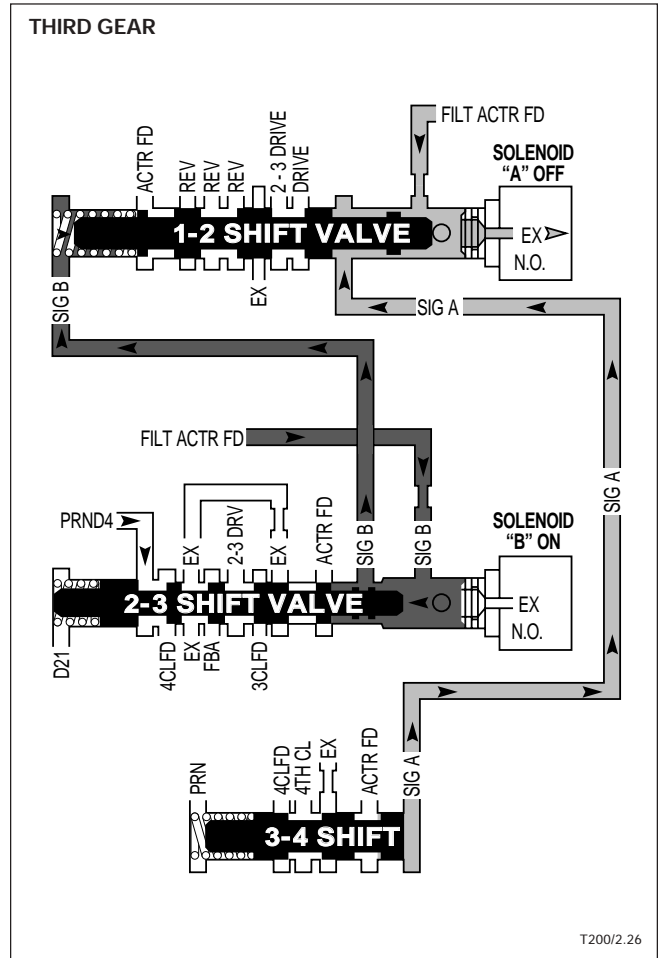 THIRD GEAR
FILT ACTR FD
SOLENOID
“A” OFF
ACTR FD
REV
REV
REV
2 - 3 DRIVE
DRIVE
1-2 SHIFT VALVE
EX
N.O.
EX
SIG B
SIG A
FILT ACTR FD
SIG A
PRND4
EX
2-3 DRV
EX
ACTR FD
SIG B
SIG B
SOLENOID
“B” ON
2-3 SHIFT VALVE
EX
N.O.
D21
4CLFD
EX
FBA
3CLFD
PRN
4CLFD
4TH CL
EX
ACTR FD
SIG A
3-4 SHIFT
T200/2.26